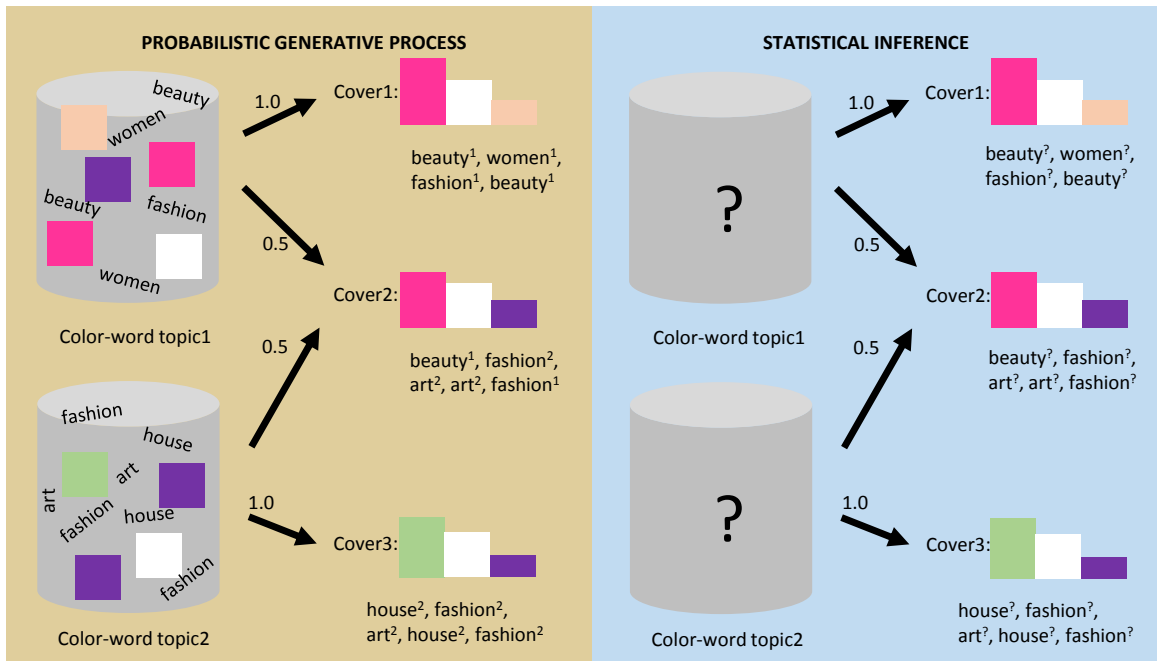 PROBABILISTIC GENERATIVE PROCESS
beauty
women
beauty
fashion
women
Color-word topic1
1.0
0.5
Cover1:
beauty¹, women¹,
fashion¹, beauty¹
Cover2:
beauty¹, fashion²,
art², art², fashion¹
fashion
house
art
art
fashion
house
fashion
Color-word topic2
0.5
1.0
Cover3:
house², fashion²,
art², house², fashion²
STATISTICAL INFERENCE
?
Color-word topic1
1.0
0.5
Cover1:
beauty?, women?,
fashion?, beauty?
Cover2:
beauty?, fashion?,
art?, art?, fashion?
?
Color-word topic2
0.5
1.0
Cover3:
house?, fashion?,
art?, house?, fashion?